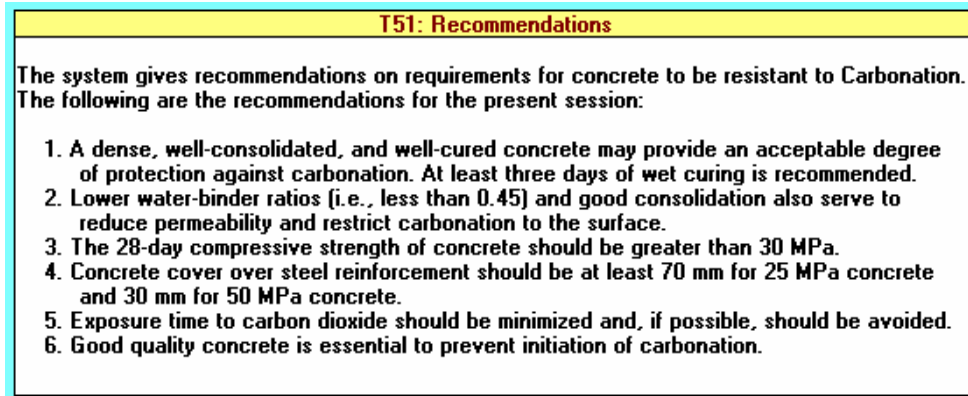 T51: Recommendations
The system gives recommendations on requirements for concrete to be resistant to Carbonation.
The following are the recommendations for the present session:
1. A dense, well-consolidated, and well-cured concrete may provide an acceptable degree
of protection against carbonation. At least three days of wet curing is recommended.
2. Lower water-binder ratios (i.e., less than 0.45) and good consolidation also serve to
reduce permeability and restrict carbonation to the surface.
3. The 28-day compressive strength of concrete should be greater than 30 MPa.
4. Concrete cover over steel reinforcement should be at least 70 mm for 25 MPa concrete
and 30 mm for 50 MPa concrete.
5. Exposure time to carbon dioxide should be minimized and, if possible, should be avoided.
6. Good quality concrete is essential to prevent initiation of carbonation.